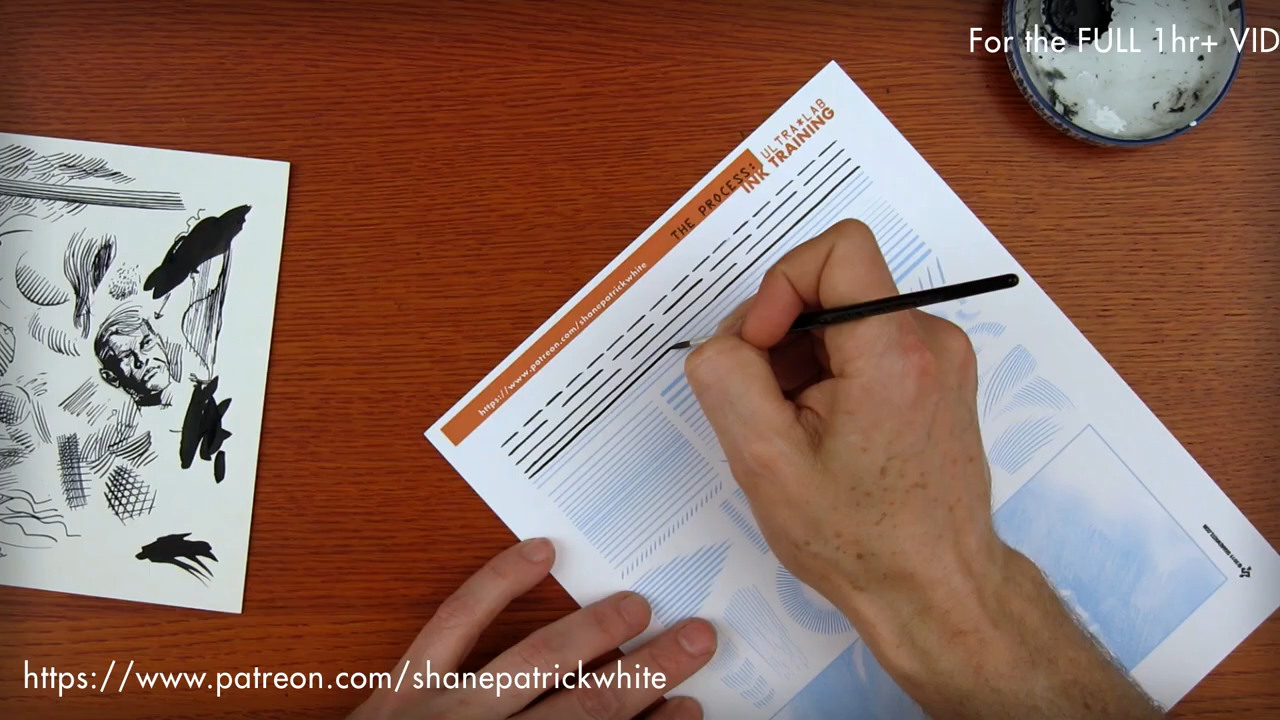 For the FULL 1hr+ VID
ULTRA*LAB
INK TRAINING
THE PROCESS:
https://www.patreon.com/shanepatrickwhite
https://www.patreon.com/shanepatrickwhite